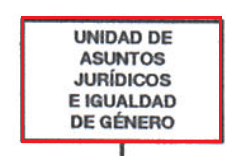 UNIDAD DE
ASUNTOS
JURÍDICOS
E IGUALDAD
DE GÉNERO